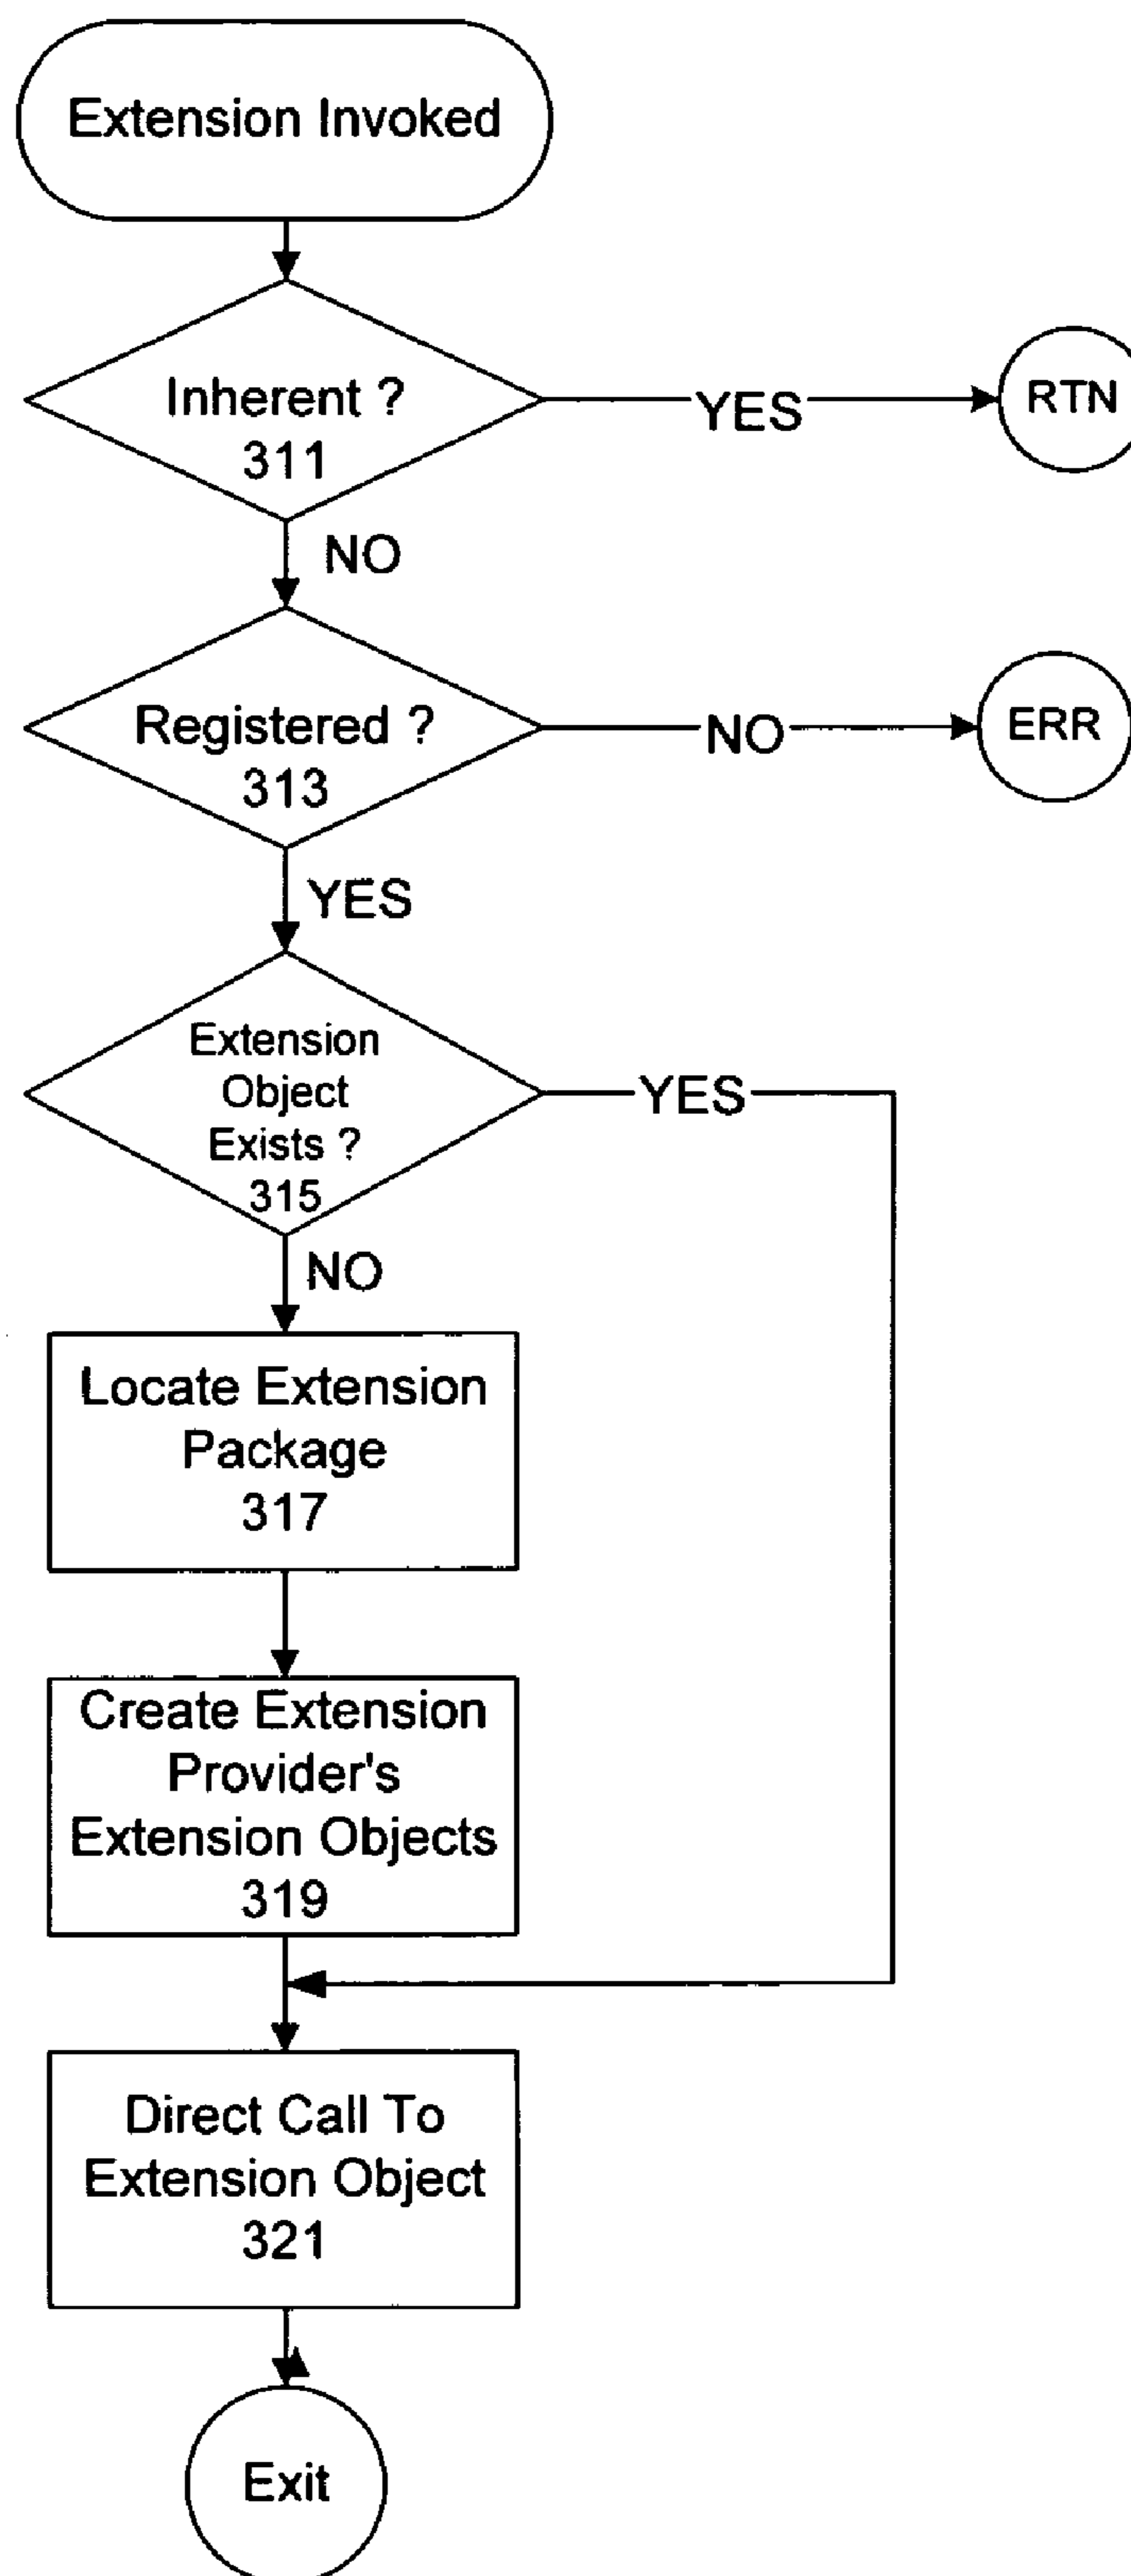 Extension Invoked
Inherent ?
311
YES
RTN
NO
Registered ?
313
NO
ERR
YES
Extension
Object
Exists ?
315
YES
NO
Locate Extension
Package
317
Create Extension
Provider's
Extension Objects
319
Direct Call To
Extension Object
321
Exit